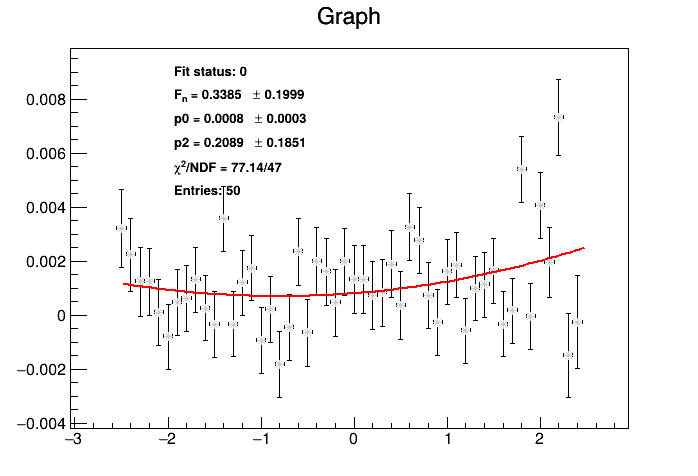 Graph
Fit status: 0
Fn = 0.3385 ± 0.1999
p0 = 0.0008 ± 0.0003
p2 = 0.2089 ± 0.1851
χ²/NDF = 77.14/47
Entries: 50
0.008
0.006
0.004
0.002
0
−0.002
−0.004
−3 −2 −1 0 1 2